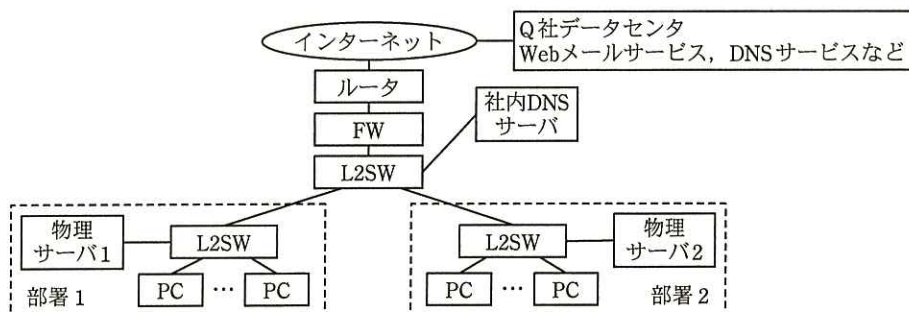 インターネット
Q社データセンタ
Webメールサービス，DNSサービスなど
ルータ
社内DNS
サーバ
FW
L2SW
物理
サーバ1
L2SW
PC … PC
部署1
L2SW
物理
サーバ2
PC … PC
部署2